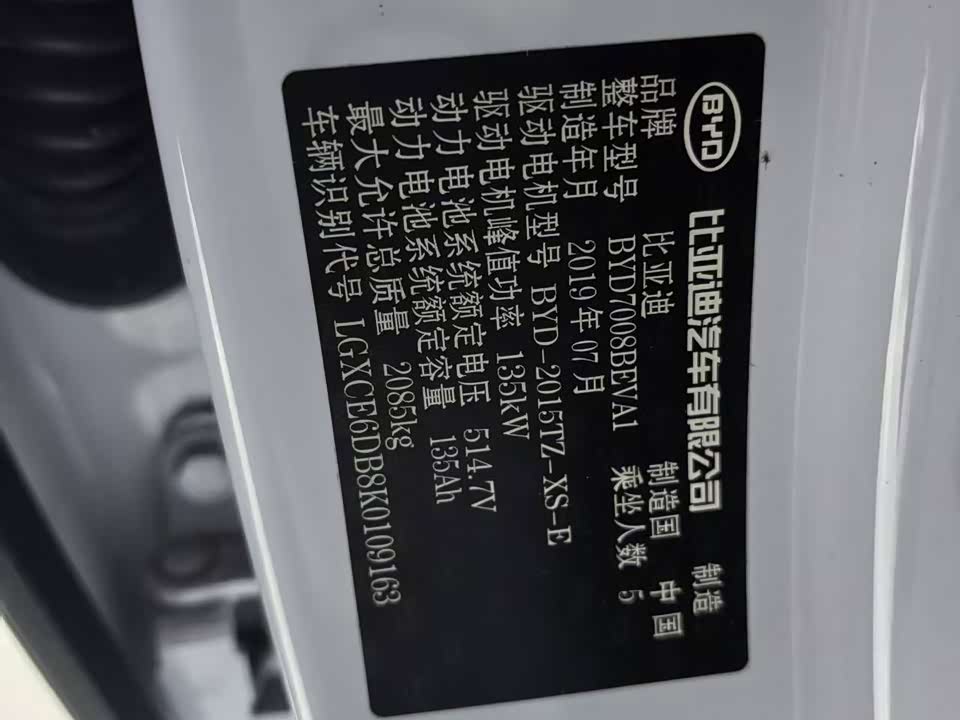 BYD 比亚迪汽车有限公司 制造
品牌 比亚迪 制造国 中国
整车型号 BYD7008BEVA1 乘坐人数 5
制造年月 2019年07月
驱动电机型号 BYD-2015TZ-XS-E
驱动电机峰值功率 135kW
动力电池系统额定电压 514.7V
动力电池系统额定容量 135Ah
最大允许总质量 2085kg
车辆识别代号 LGXCE6DB8K0109163